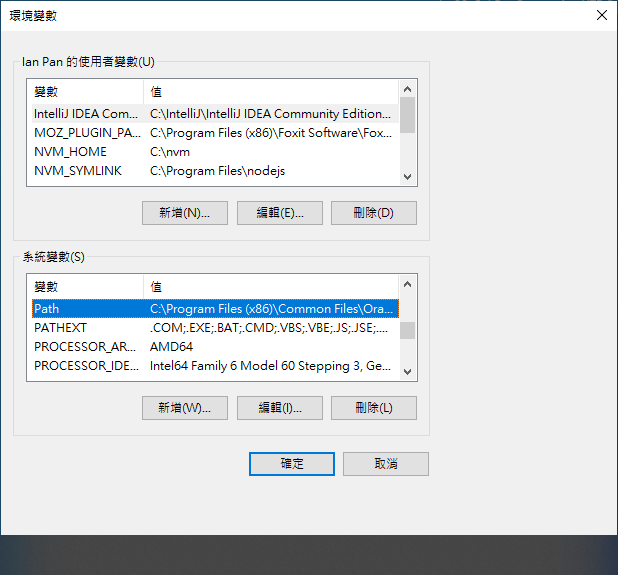 環境變數
Ian Pan 的使用者變數(U)
變數 值
IntelliJ IDEA Com... C:\IntelliJ\IntelliJ IDEA Community Edition...
MOZ_PLUGIN_PA... C:\Program Files (x86)\Foxit Software\Fox...
NVM_HOME C:\nvm
NVM_SYMLINK C:\Program Files\nodejs
新增(N)... 編輯(E)... 刪除(D)
系統變數(S)
變數 值
Path C:\Program Files (x86)\Common Files\Ora...
PATHEXT .COM;.EXE;.BAT;.CMD;.VBS;.VBE;.JS;.JSE;....
PROCESSOR_AR... AMD64
PROCESSOR_IDE... Intel64 Family 6 Model 60 Stepping 3, Ge...
新增(W)... 編輯(I)... 刪除(L)
確定 取消